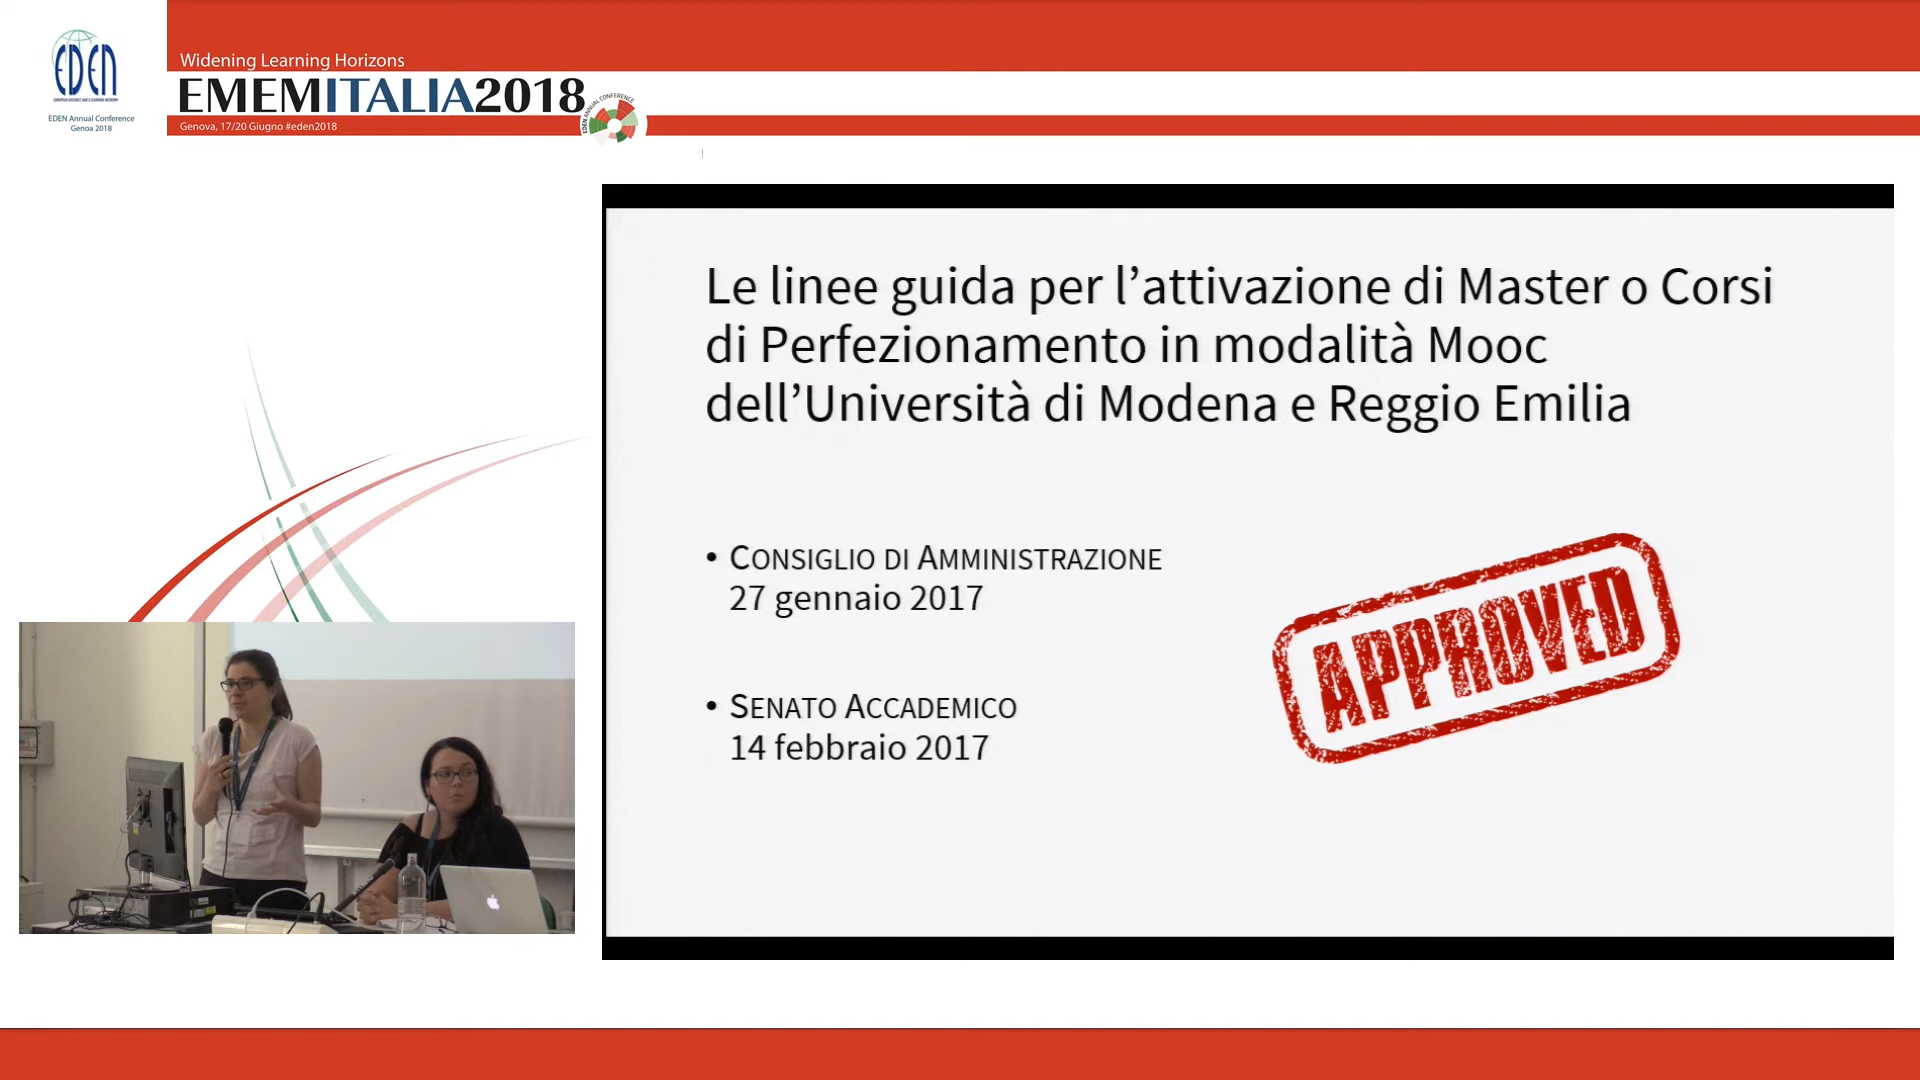 EDEN
EUROPEAN DISTANCE AND E-LEARNING NETWORK
EDEN Annual Conference
Genoa 2018
Widening Learning Horizons
EMEMITALIA2018
Genova, 17/20 Giugno #eden2018
EDEN ANNUAL CONFERENCE
Le linee guida per l’attivazione di Master o Corsi
di Perfezionamento in modalità Mooc
dell’Università di Modena e Reggio Emilia
• CONSIGLIO DI AMMINISTRAZIONE
27 gennaio 2017
• SENATO ACCADEMICO
14 febbraio 2017
APPROVED